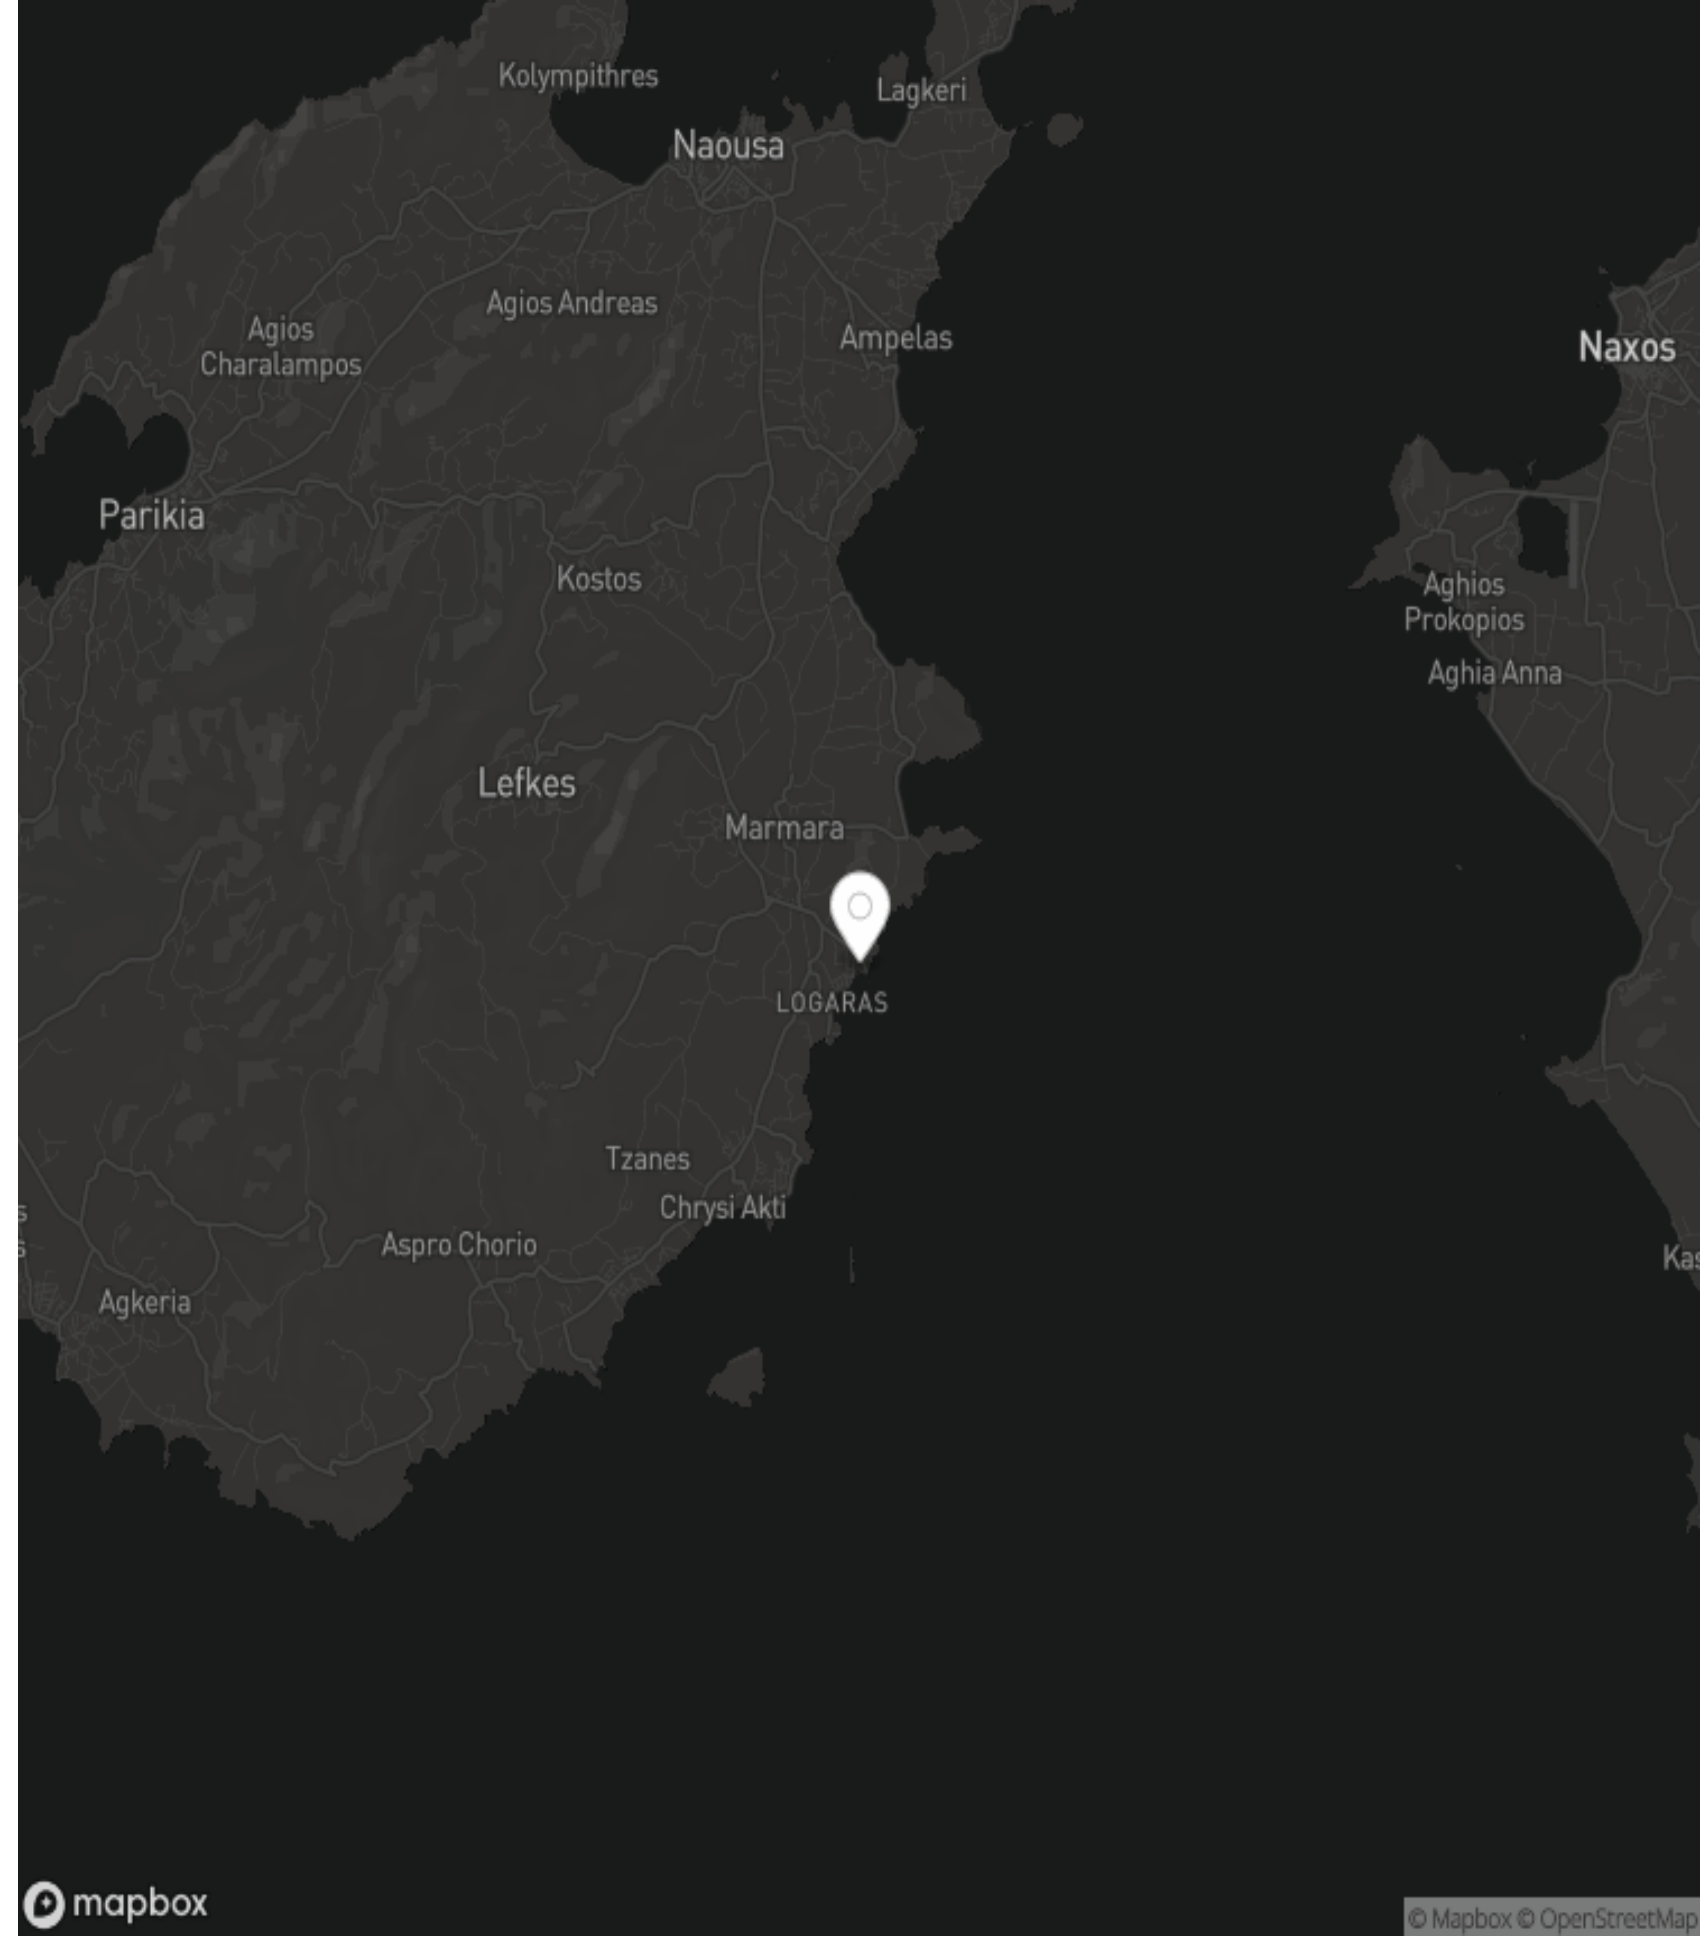 Kolympithres
Lagkeri
Naousa
Agios Andreas
Agios
Charalampos
Ampelas
Naxos
Parikia
Kostos
Aghios
Prokopios
Aghia Anna
Lefkes
Marmara
LOGARAS
Tzanes
Chrysi Akti
s
s
Aspro Chorio
Kas
Agkeria
mapbox
© Mapbox © OpenStreetMap